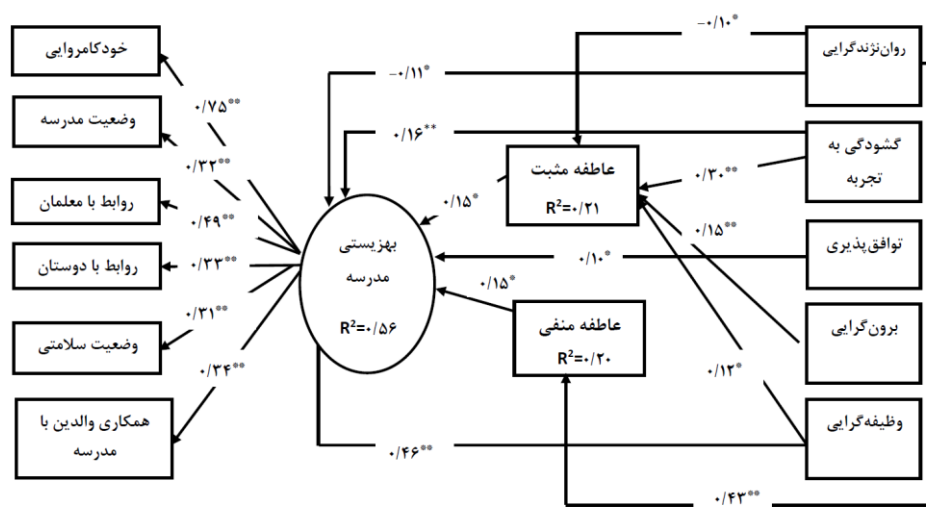 روان‌نژندگرایی
گشودگی به
تجربه
توافق‌پذیری
برون‌گرایی
وظیفه‌گرایی
-۰/۱۰*
-۰/۱۱*
۰/۱۶**
۰/۳۰**
۰/۱۵**
۰/۱۰*
۰/۱۲*
۰/۴۶**
۰/۴۳**
عاطفه مثبت
R²=۰/۲۱
۰/۱۵*
عاطفه منفی
R²=۰/۲۰
۰/۱۵*
بهزیستی
مدرسه
R²=۰/۵۶
۰/۷۵**
۰/۳۲**
۰/۴۹**
۰/۳۳**
۰/۳۱**
۰/۳۴**
خودکامروایی
وضعیت مدرسه
روابط با معلمان
روابط با دوستان
وضعیت سلامتی
همکاری والدین با
مدرسه